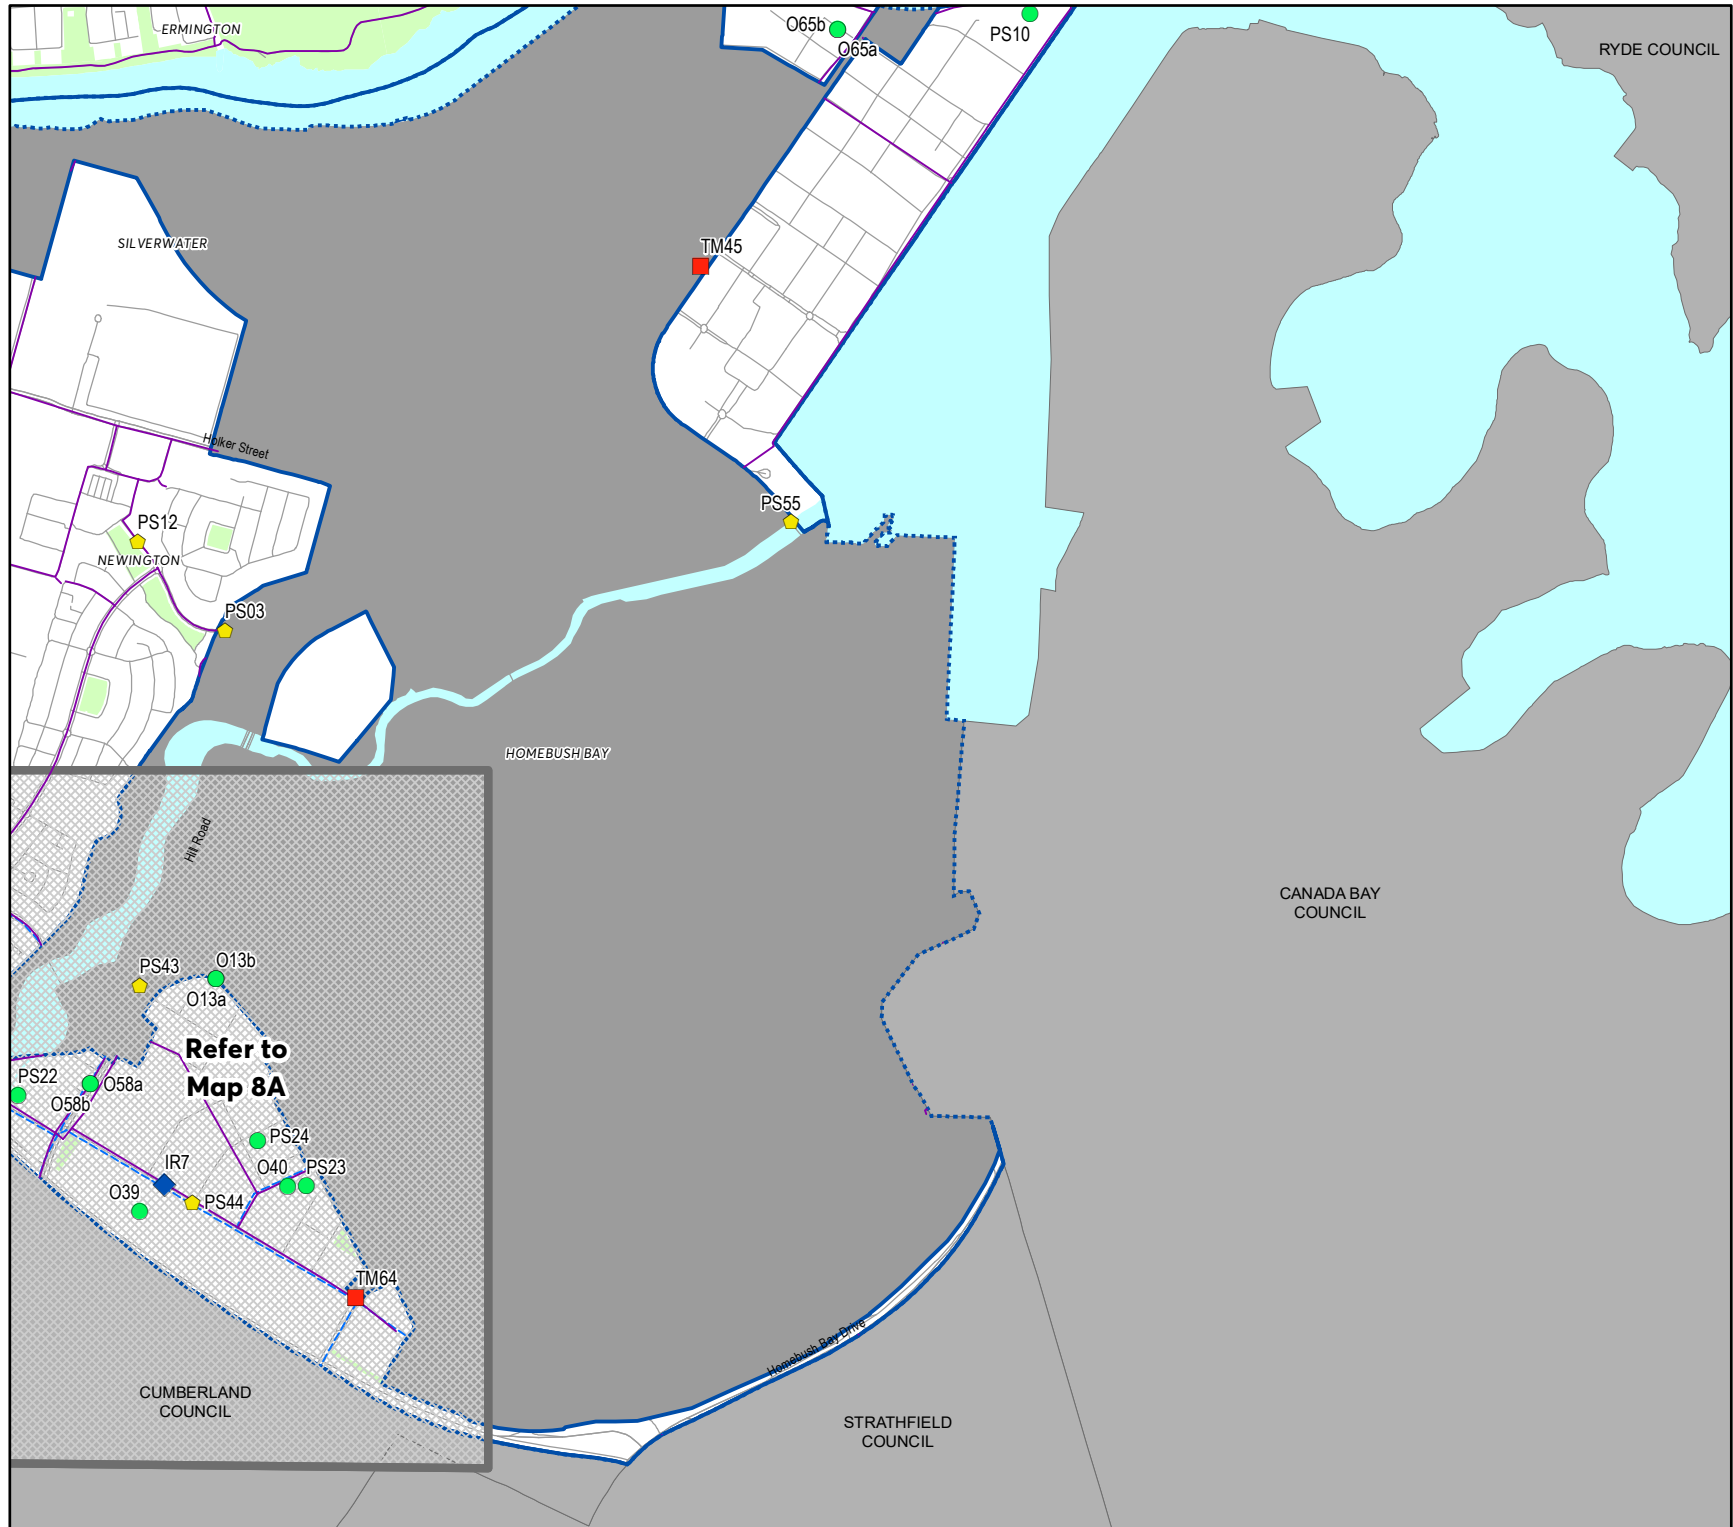 ERMINGTON
O65b
O65a
PS10
RYDE COUNCIL
SILVERWATER
TM45
Holker Street
PS12
PS55
NEWINGTON
PS03
HOMEBUSH BAY
Hill Road
CANADA BAY
COUNCIL
PS43
O13b
O13a
Refer to
Map 8A
PS22
O58a
O58b
PS24
IR7
O40
PS23
O39
PS44
TM64
Homebush Bay Drive
CUMBERLAND
COUNCIL
STRATHFIELD
COUNCIL